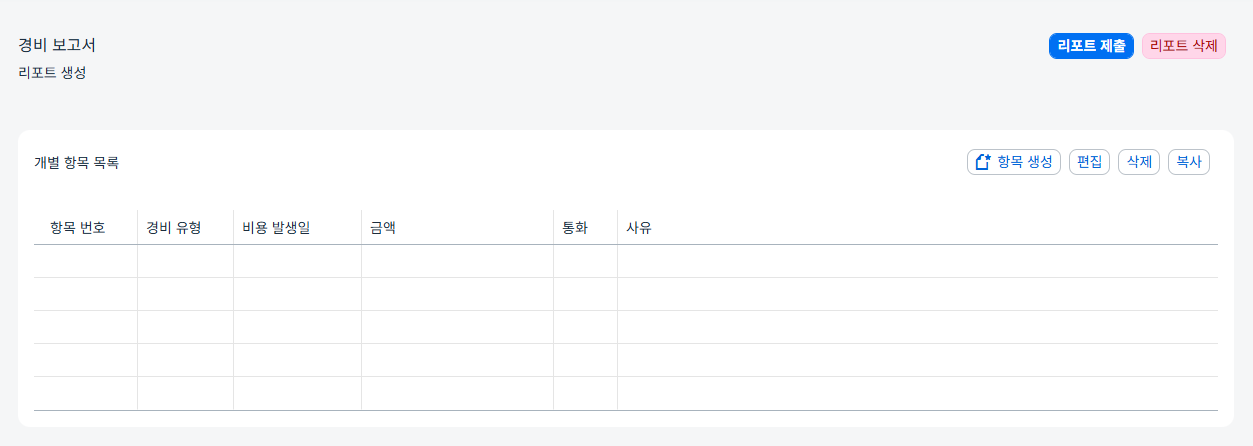 경비 보고서
리포트 제출 리포트 삭제
리포트 생성
개별 항목 목록
항목 생성 편집 삭제 복사
항목 번호 경비 유형 비용 발생일 금액 통화 사유